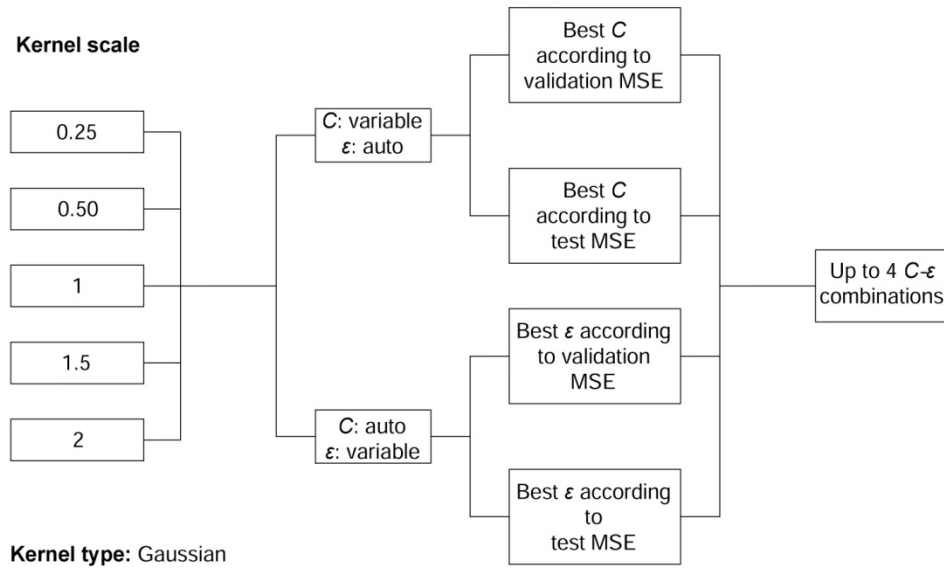 Kernel scale
0.25
0.50
1
1.5
2
Kernel type: Gaussian
C: variable
ε: auto
C: auto
ε: variable
Best C
according to
validation MSE
Best C
according to
test MSE
Best ε according
to validation
MSE
Best ε according
to
test MSE
Up to 4 C-ε
combinations